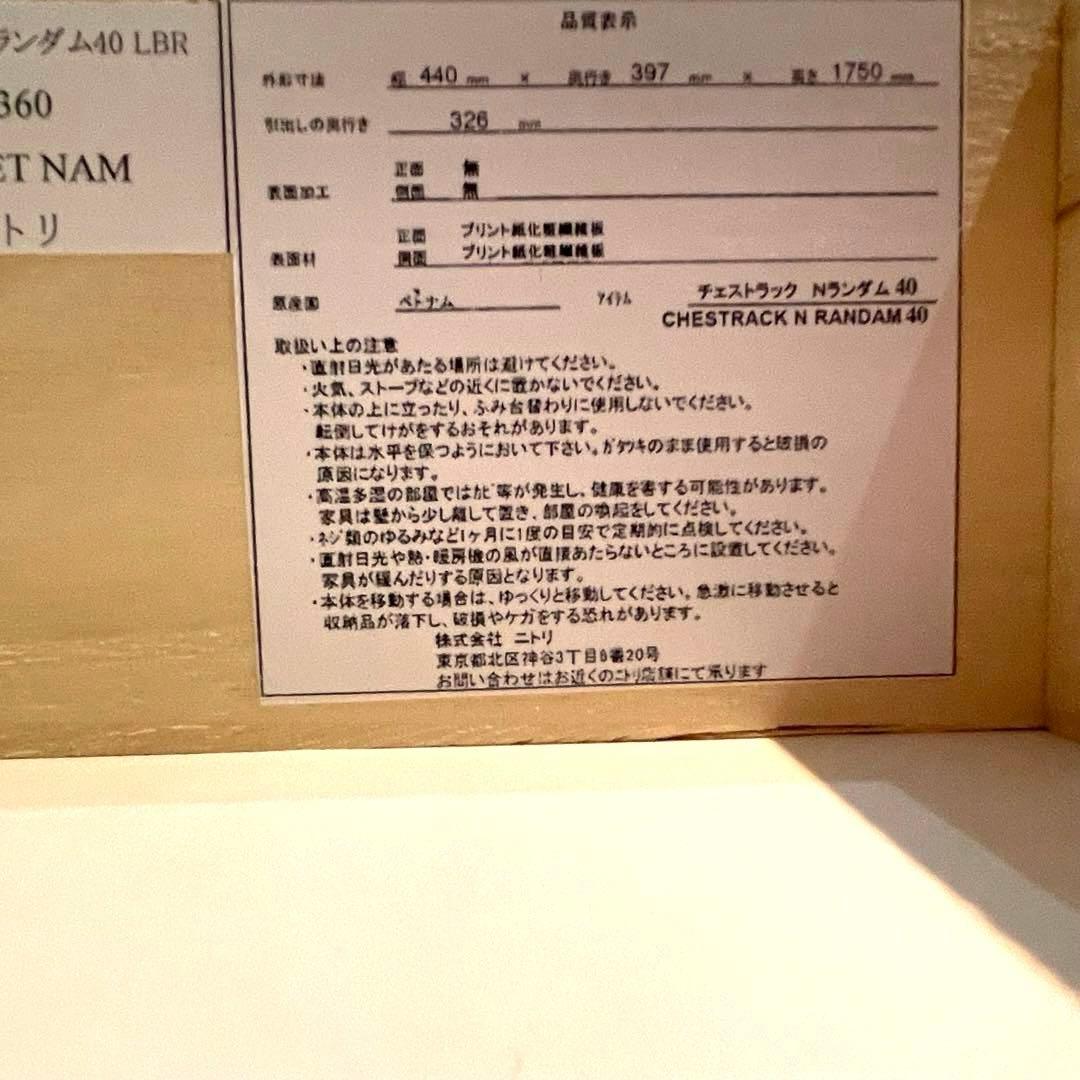 ランダム40 LBR
360
ET NAM
トリ
品質表示
外形寸法 幅 440 mm × 奥行き 397 mm × 高さ 1750 mm
引出しの奥行き 326 mm
正面 無
表面加工 側面 無
正面 プリント紙化粧繊維板
表面材 側面 プリント紙化粧繊維板
原産国 ベトナム アイテム チェストラック Nランダム 40
CHESTRACK N RANDAM 40
取扱い上の注意
・直射日光があたる場所は避けてください。
・火気、ストーブなどの近くに置かないでください。
・本体の上に立ったり、ふみ台替わりに使用しないでください。
転倒してけがをするおそれがあります。
・本体は水平を保つようにおいて下さい。ガタツキのまま使用すると破損の
原因になります。
・高温多湿の部屋ではカビ等が発生し、健康を害する可能性があります。
家具は壁から少し離して置き、部屋の喚起をしてください。
・ネジ類のゆるみなど1ヶ月に1度の目安で定期的に点検してください。
・直射日光や熱・暖房機の風が直接あたらないところに設置してください。
家具が緩んだりする原因となります。
・本体を移動する場合は、ゆっくりと移動してください。急激に移動させると
収納品が落下し、破損やケガをする恐れがあります。
株式会社 ニトリ
東京都北区神谷3丁目6番20号
お問い合わせはお近くのニトリ店舗にて承ります